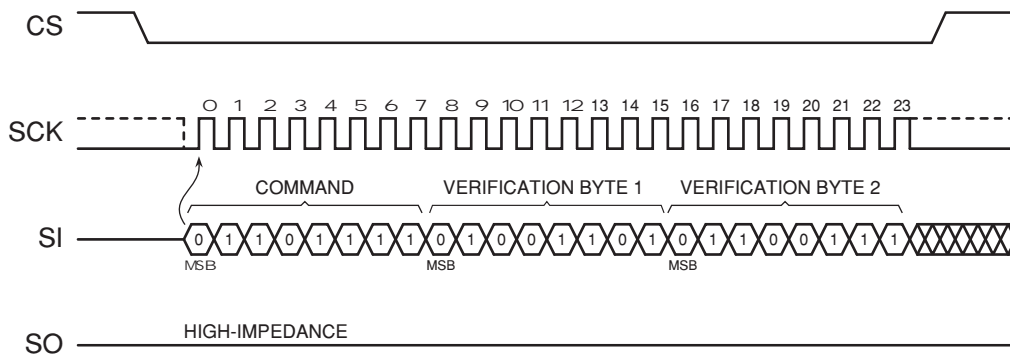 CS
0 1 2 3 4 5 6 7 8 9 10 11 12 13 14 15 16 17 18 19 20 21 22 23
SCK
COMMAND VERIFICATION BYTE 1 VERIFICATION BYTE 2
SI 0 1 1 0 1 1 1 1 0 1 0 0 1 1 0 1 0 1 1 0 0 1 1 1
MSB MSB MSB
HIGH-IMPEDANCE
SO